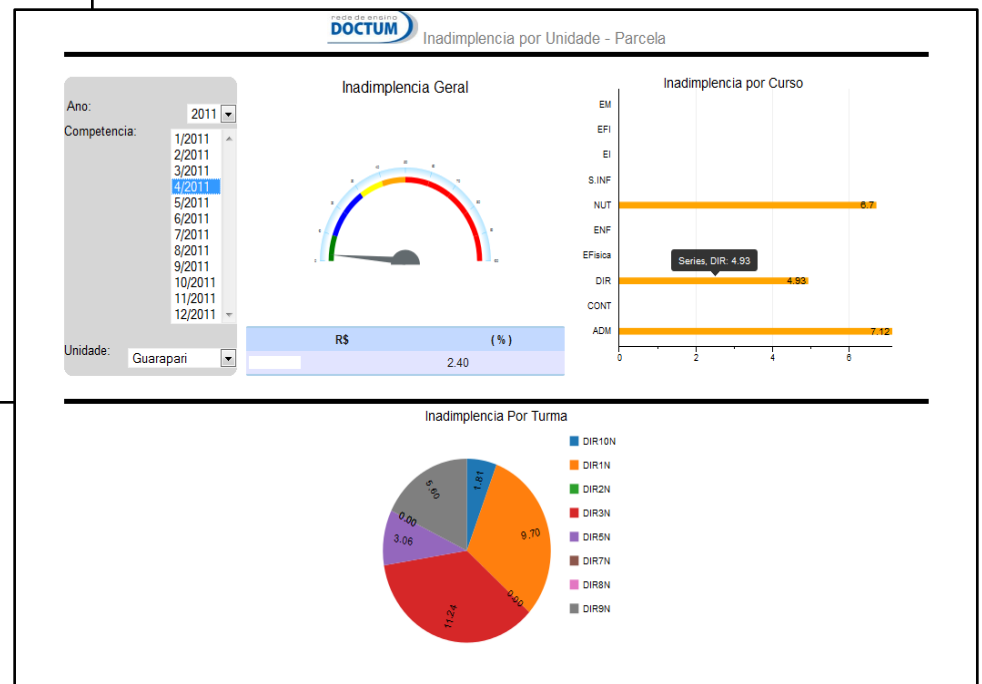 rede de ensino
DOCTUM
Inadimplencia por Unidade - Parcela
Ano:
2011
Competencia:
1/2011
2/2011
3/2011
4/2011
5/2011
6/2011
7/2011
8/2011
9/2011
10/2011
11/2011
12/2011
Unidade:
Guarapari
Inadimplencia Geral
R$ (%)
2.40
Inadimplencia por Curso
EM
EFI
EI
S.INF
NUT
6.7
ENF
EFisica
Series, DIR: 4.93
DIR
4.93
CONT
ADM
7.12
0 2 4 6
Inadimplencia Por Turma
DIR10N
DIR1N
DIR2N
DIR3N
DIR5N
DIR7N
DIR8N
DIR9N
1.81
9.70
0.00
11.24
3.06
0.00
5.60